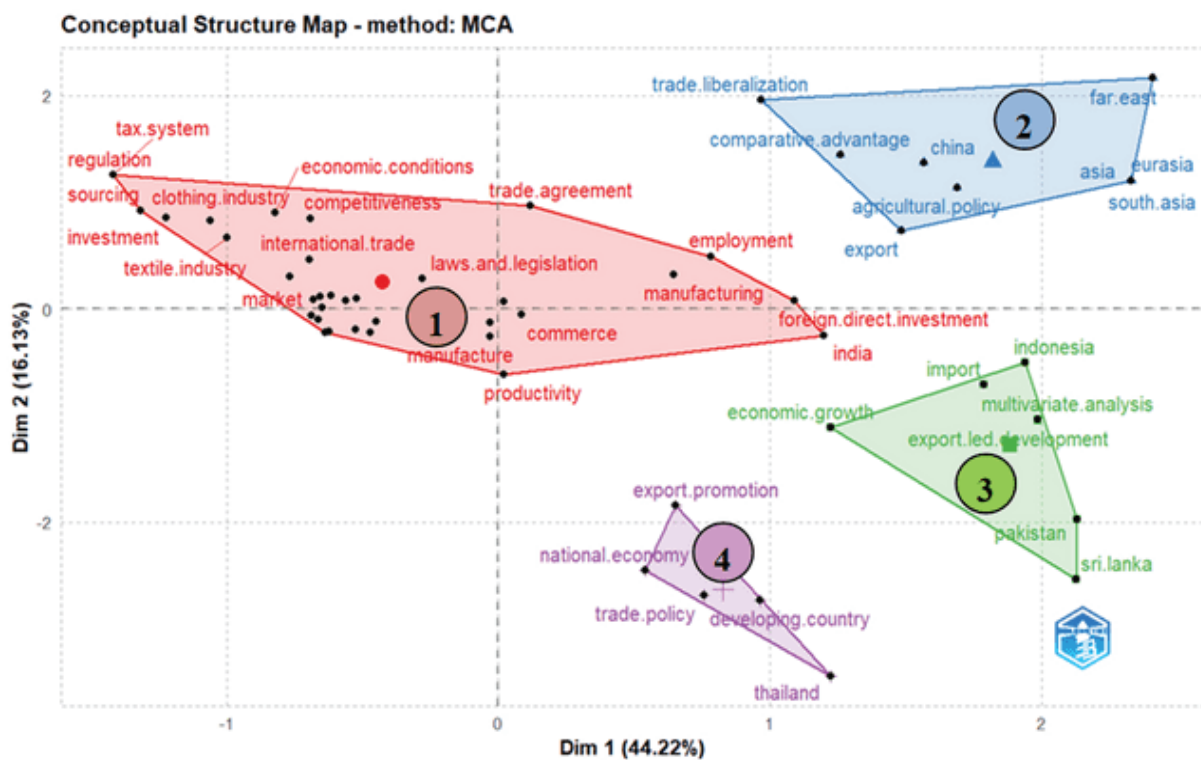 Conceptual Structure Map - method: MCA
2
trade.liberalization
far.east
2
tax.system
comparative.advantage
china
regulation
economic.conditions
asia
eurasia
sourcing
clothing.industry
competitiveness
trade.agreement
agricultural.policy
south.asia
investment
international.trade
employment
export
textile.industry
laws.and.legislation
market
manufacturing
0
1
commerce
foreign.direct.investment
manufacture
india
productivity
indonesia
import
multivariate.analysis
economic.growth
export.led.development
3
export.promotion
-2
pakistan
national.economy
4
sri.lanka
trade.policy
developing.country
thailand
-1
0
1
2
Dim 1 (44.22%)
Dim 2 (16.13%)